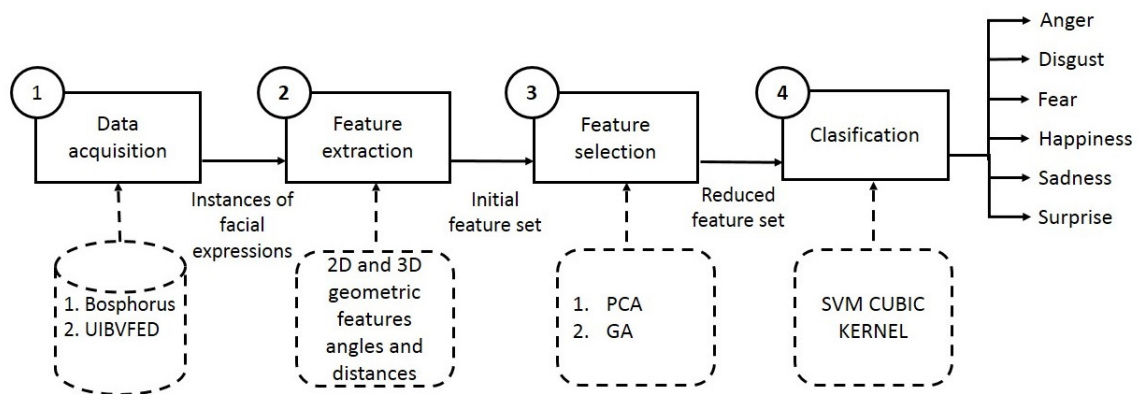 1
Data
acquisition
2
Feature
extraction
3
Feature
selection
4
Clasification
Anger
Disgust
Fear
Happiness
Sadness
Surprise
Instances of
facial
expressions
Initial
feature set
Reduced
feature set
1. Bosphorus
2. UIBVFED
2D and 3D
geometric
features
angles and
distances
1. PCA
2. GA
SVM CUBIC
KERNEL